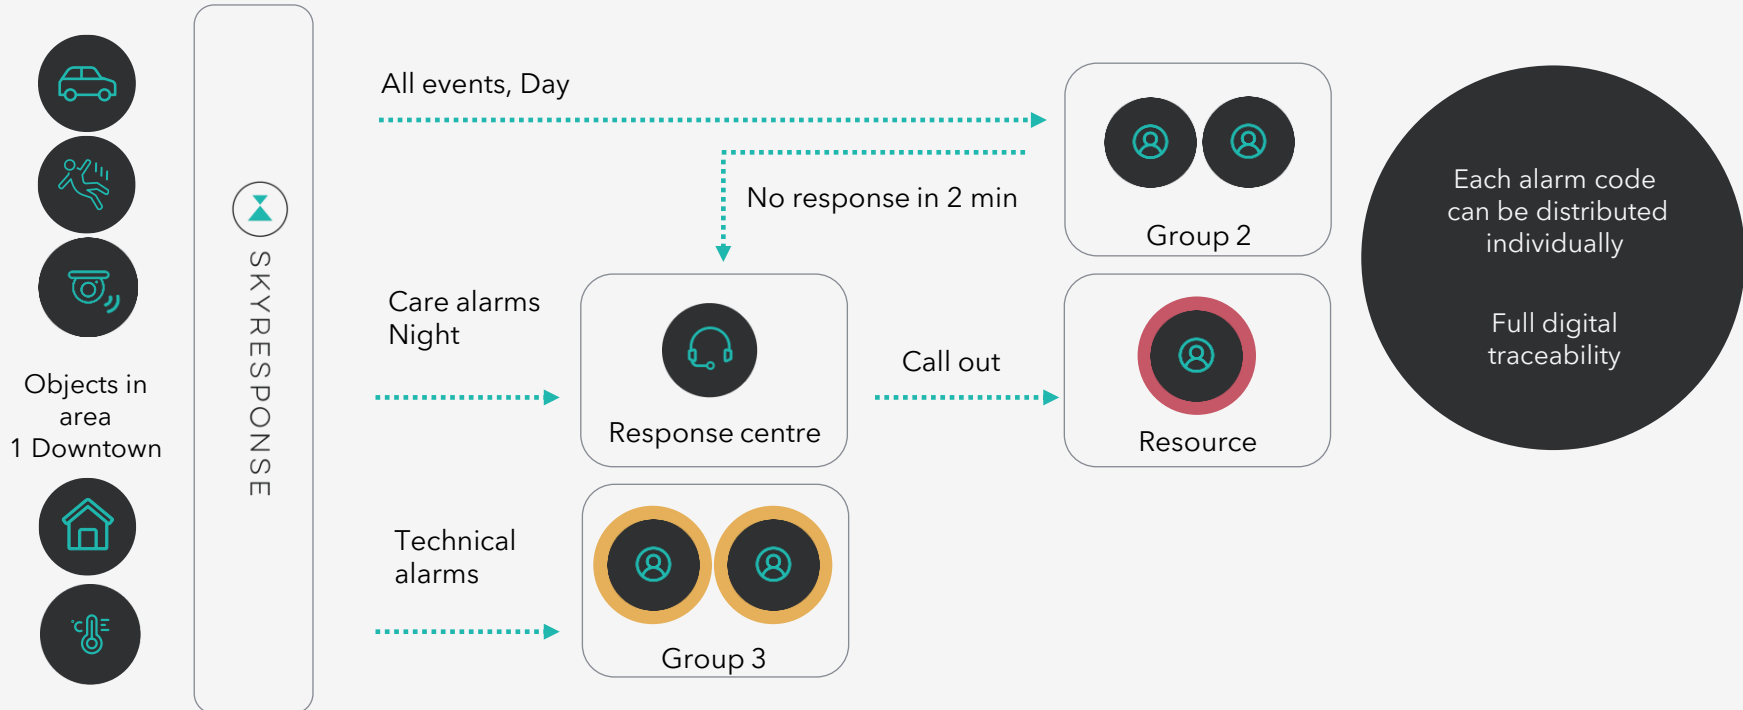 Objects in
area
1 Downtown
°C
SKYRESPONSE
All events, Day
No response in 2 min
Group 2
Care alarms
Night
Response centre
Call out
Resource
Technical
alarms
Group 3
Each alarm code
can be distributed
individually
Full digital
traceability